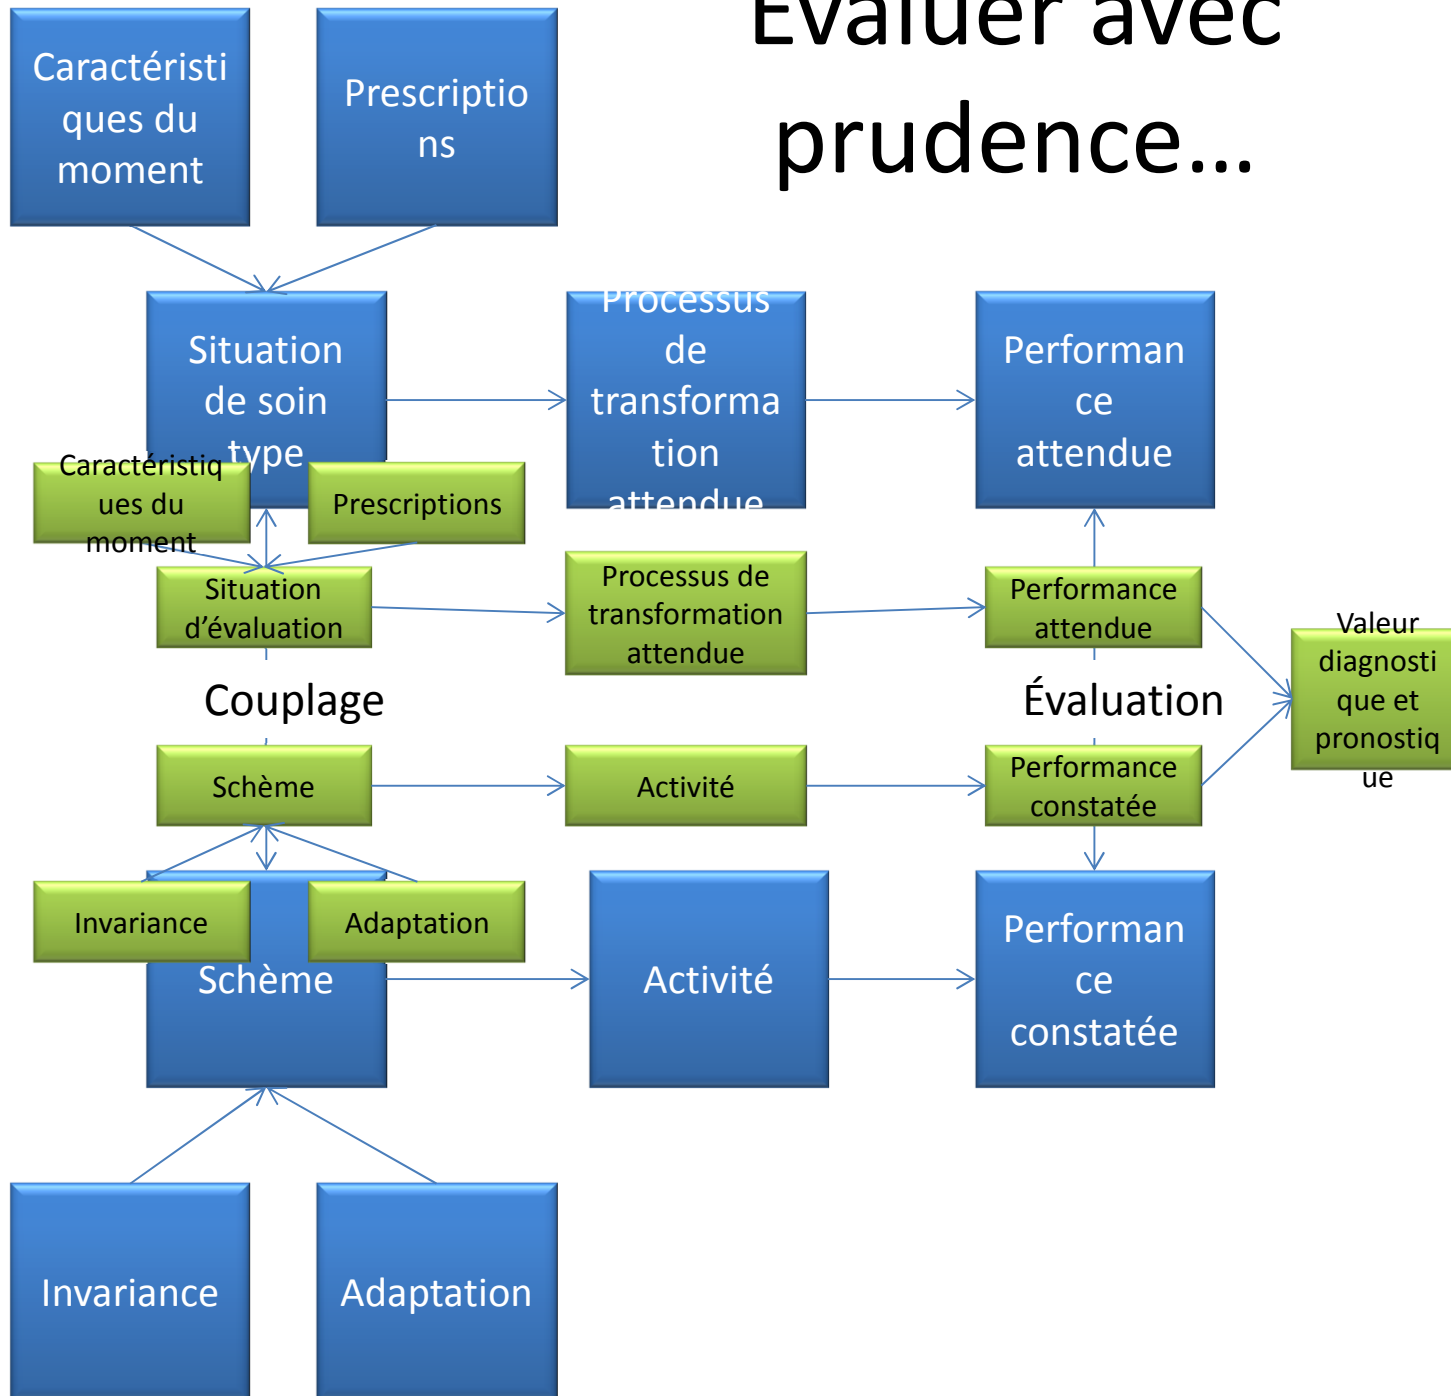 Évaluer avec
prudence…
Caractéristi
ques du
moment
Prescriptio
ns
Situation
de soin
type
Processus
de
transforma
tion
attendue
Performan
ce
attendue
Caractéristiq
ues du
moment
Prescriptions
Situation
d’évaluation
Processus de
transformation
attendue
Performance
attendue
Valeur
diagnosti
que et
pronostiq
ue
Couplage
Évaluation
Schème
Activité
Performance
constatée
Invariance
Adaptation
Schème
Activité
Performan
ce
constatée
Invariance
Adaptation